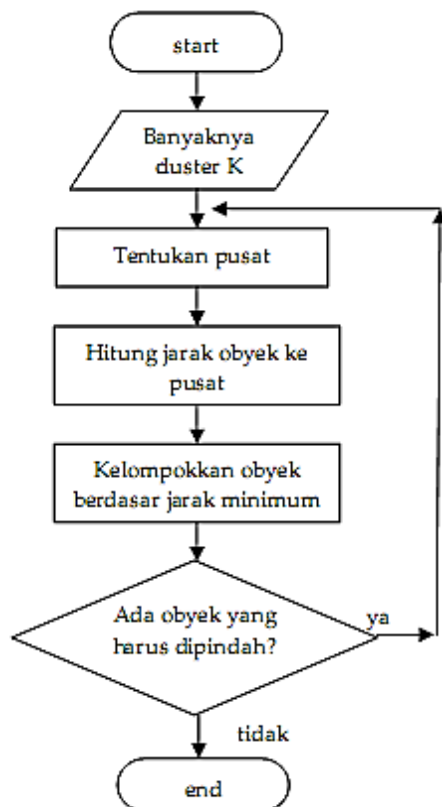 start
Banyaknya
duster K
Tentukan pusat
Hitung jarak obyek ke
pusat
Kelompokkan obyek
berdasar jarak minimum
Ada obyek yang
harus dipindah?
ya
tidak
end